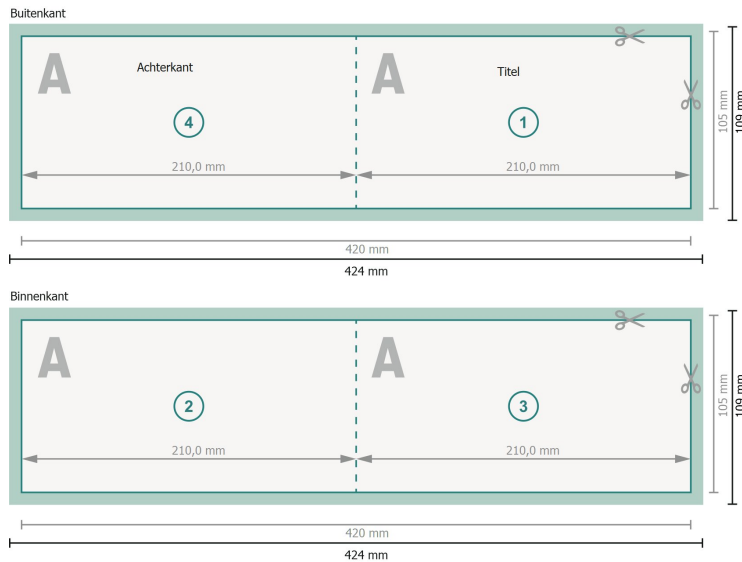 Buitenkant
A
Achterkant
A
Titel
4
1
210,0 mm
210,0 mm
105 mm
109 mm
420 mm
424 mm
Binnenkant
A
A
2
3
210,0 mm
210,0 mm
105 mm
109 mm
420 mm
424 mm